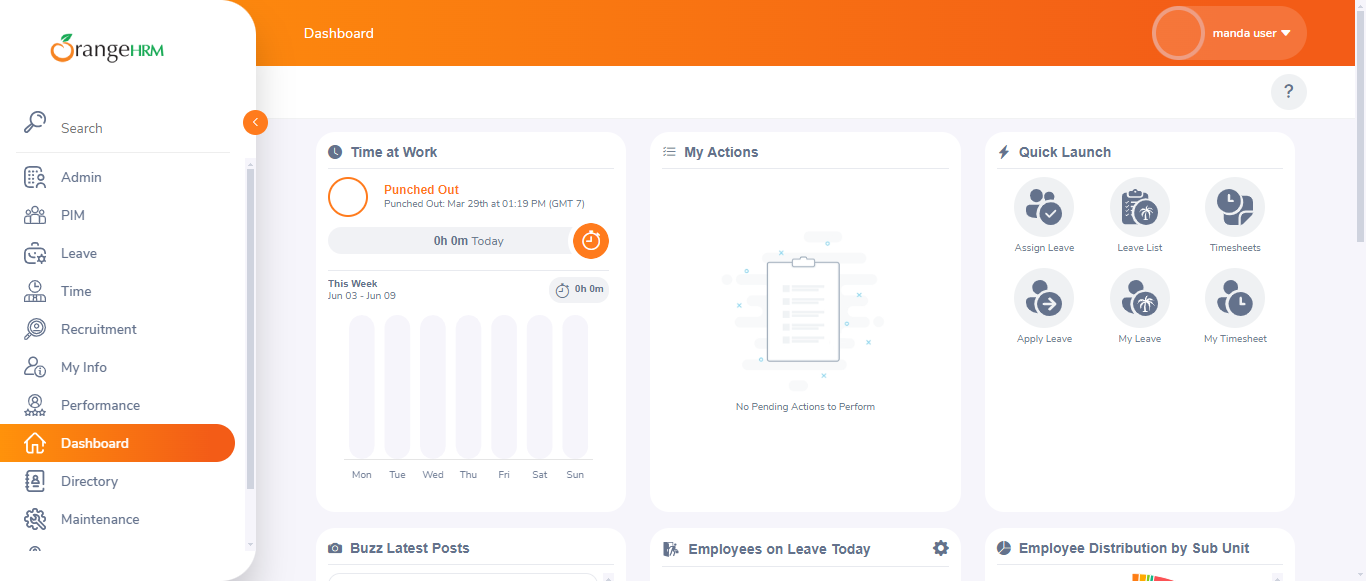 OrangeHRM
Dashboard
manda user
?
Search
Admin
PIM
Leave
Time
Recruitment
My Info
Performance
Dashboard
Directory
Maintenance
Time at Work
Punched Out
Punched Out: Mar 29th at 01:19 PM (GMT 7)
0h 0m Today
This Week
Jun 03 - Jun 09
0h 0m
Mon Tue Wed Thu Fri Sat Sun
My Actions
No Pending Actions to Perform
Quick Launch
Assign Leave Leave List Timesheets
Apply Leave My Leave My Timesheet
Buzz Latest Posts
Employees on Leave Today
Employee Distribution by Sub Unit